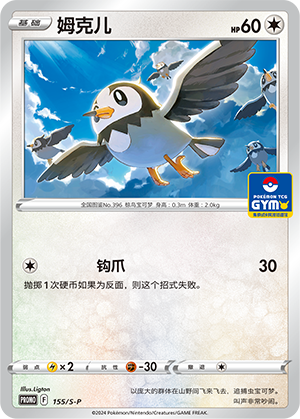 基础
姆克儿
HP60
POKÉMON TCG
GYM
全国图鉴No.396 椋鸟宝可梦 身高：0.3m 体重：2.0kg
钩爪 30
抛掷1次硬币如果为反面，则这个招式失败。
弱点 ×2 抵抗力 -30 撤退
Illus.Ligton
PROMO F 155/S-P
以庞大的群体在山野间飞来飞去，追捕虫宝可梦。
叫声非常吵闹。
©2024 Pokémon/Nintendo/Creatures/GAME FREAK.